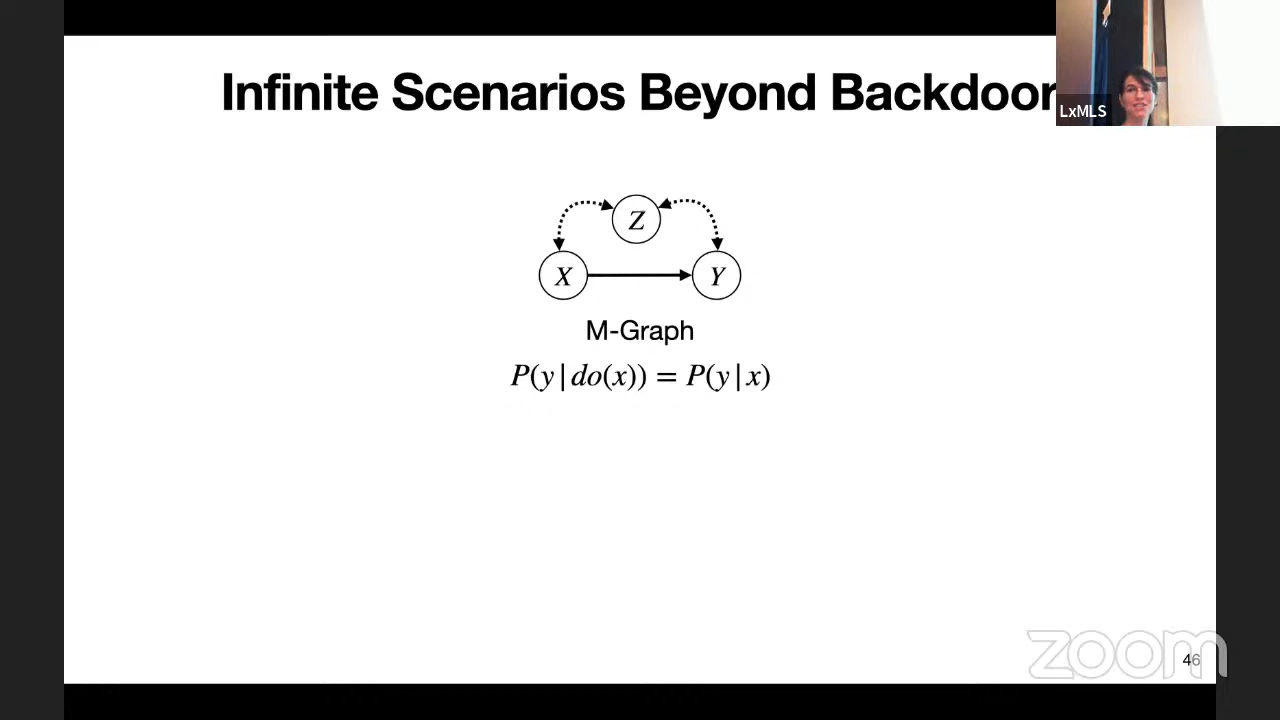 Infinite Scenarios Beyond Backdoor
LxMLS
Z
X
Y
M-Graph
P(y|do(x)) = P(y|x)
zoom
46